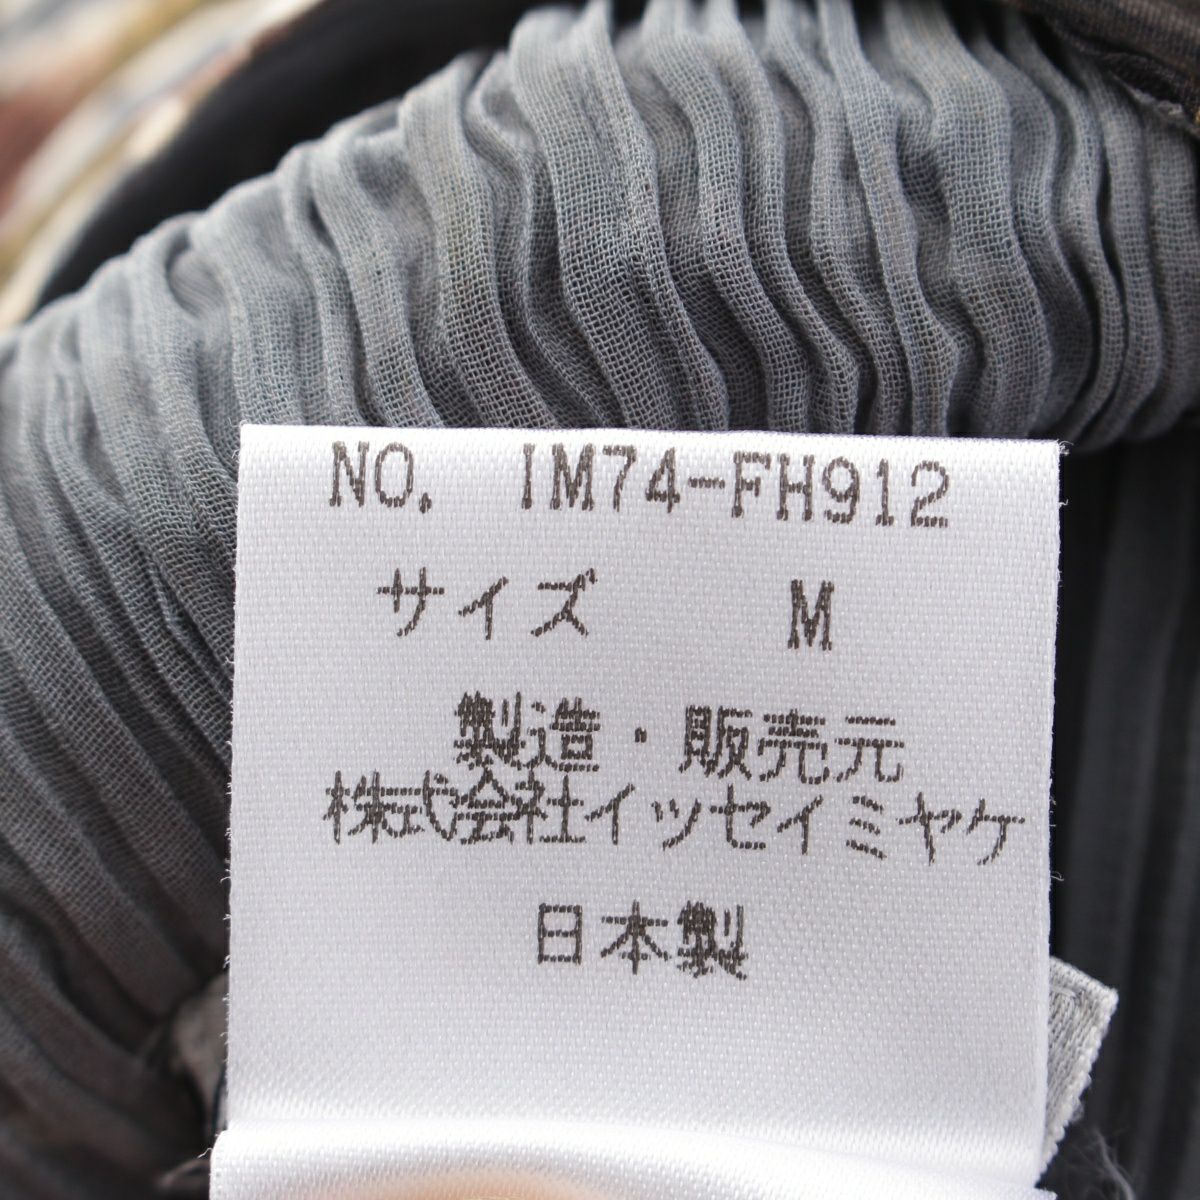 NO. IM74-FH912
サイズ M
製造・販売元
株式会社イッセイミヤケ
日本製